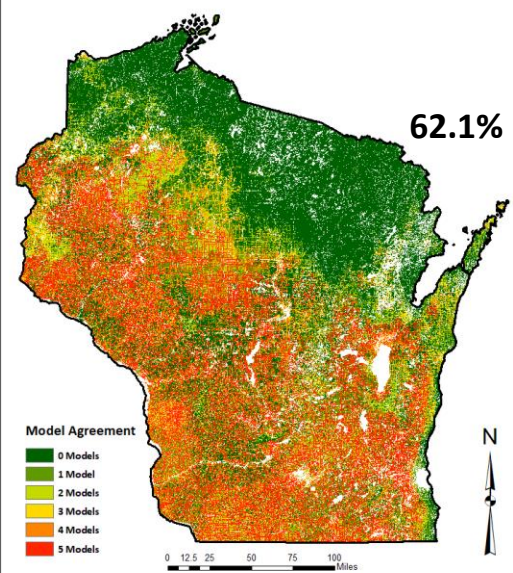 62.1%
Model Agreement
0 Models
1 Model
2 Models
3 Models
4 Models
5 Models
N
0 12.5 25 50 75 100
Miles